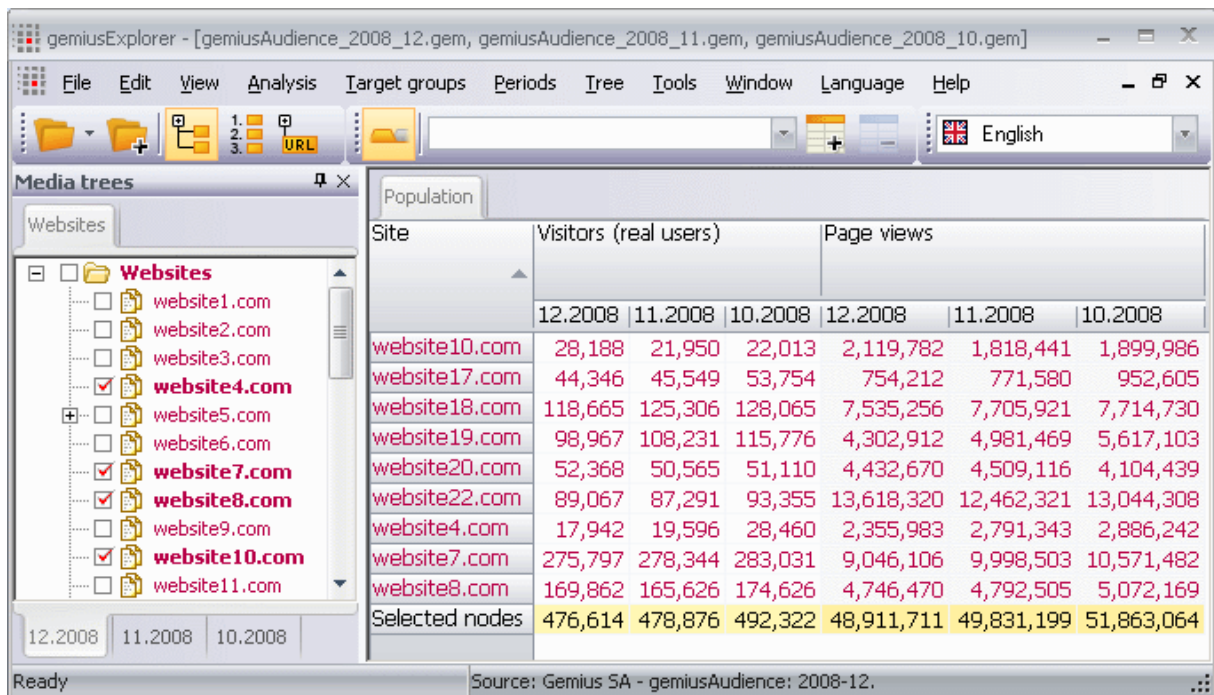 gemiusExplorer - [gemiusAudience_2008_12.gem, gemiusAudience_2008_11.gem, gemiusAudience_2008_10.gem]
File Edit View Analysis Target groups Periods Tree Tools Window Language Help
1. 2. 3. URL English
Media trees
Websites
Websites
website1.com
website2.com
website3.com
website4.com
website5.com
website6.com
website7.com
website8.com
website9.com
website10.com
website11.com
12.2008 11.2008 10.2008
Population
Site Visitors (real users) Page views
12.2008 11.2008 10.2008 12.2008 11.2008 10.2008
website10.com 28,188 21,950 22,013 2,119,782 1,818,441 1,899,986
website17.com 44,346 45,549 53,754 754,212 771,580 952,605
website18.com 118,665 125,306 128,065 7,535,256 7,705,921 7,714,730
website19.com 98,967 108,231 115,776 4,302,912 4,981,469 5,617,103
website20.com 52,368 50,565 51,110 4,432,670 4,509,116 4,104,439
website22.com 89,067 87,291 93,355 13,618,320 12,462,321 13,044,308
website4.com 17,942 19,596 28,460 2,355,983 2,791,343 2,886,242
website7.com 275,797 278,344 283,031 9,046,106 9,998,503 10,571,482
website8.com 169,862 165,626 174,626 4,746,470 4,792,505 5,072,169
Selected nodes 476,614 478,876 492,322 48,911,711 49,831,199 51,863,064
Ready Source: Gemius SA - gemiusAudience: 2008-12.